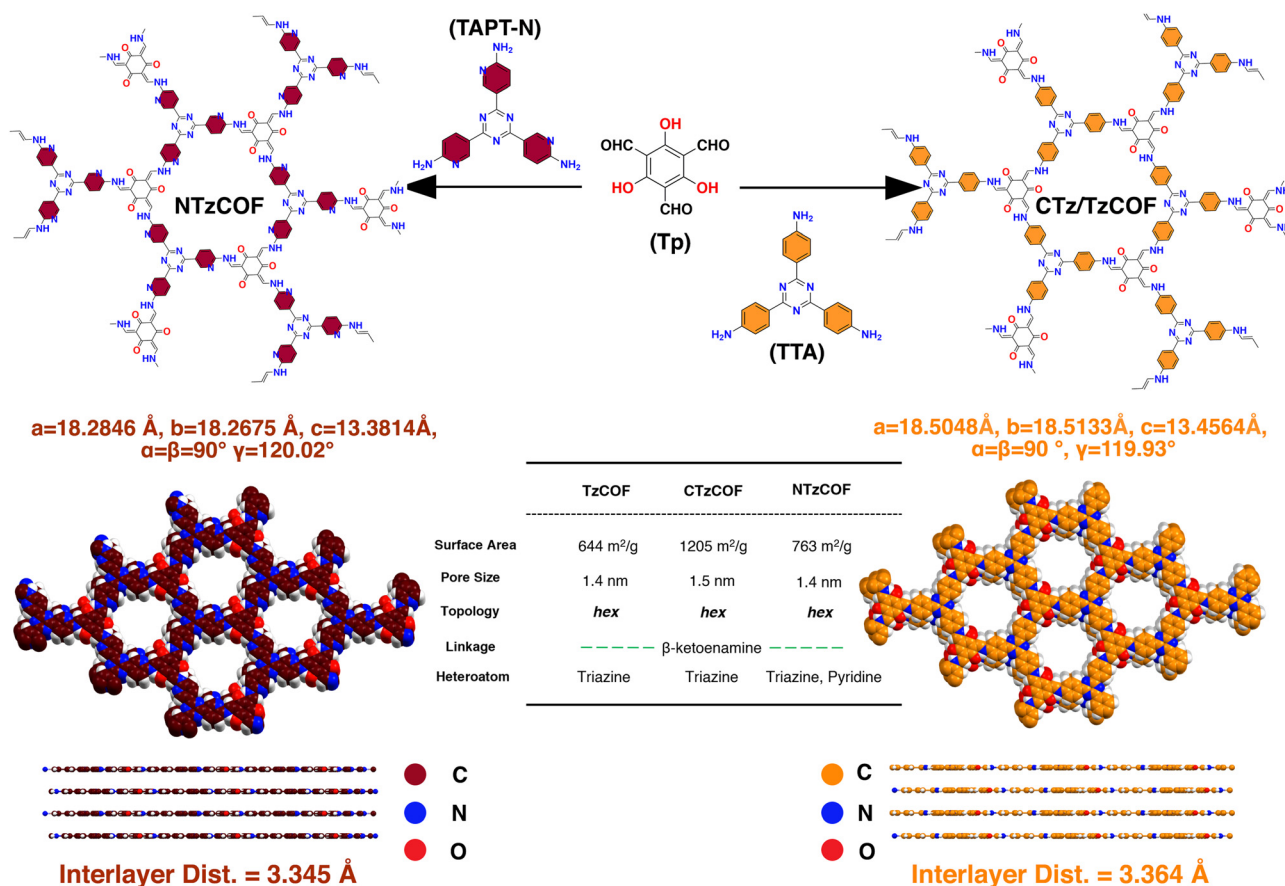 (TAPT-N)
NH₂
N
N
N
N
H₂N
N
N
NH₂
NTzCOF
OH
CHO
CHO
HO
OH
CHO
(Tp)
NH₂
N
N
N
H₂N
NH₂
(TTA)
CTz/TzCOF
a=18.2846 Å, b=18.2675 Å, c=13.3814Å,
α=β=90° γ=120.02°
a=18.5048Å, b=18.5133Å, c=13.4564Å,
α=β=90 °, γ=119.93°
TzCOF CTzCOF NTzCOF
Surface Area 644 m²/g 1205 m²/g 763 m²/g
Pore Size 1.4 nm 1.5 nm 1.4 nm
Topology hex hex hex
Linkage β-ketoenamine
Heteroatom Triazine Triazine Triazine, Pyridine
C
N
O
Interlayer Dist. = 3.345 Å
C
N
O
Interlayer Dist. = 3.364 Å